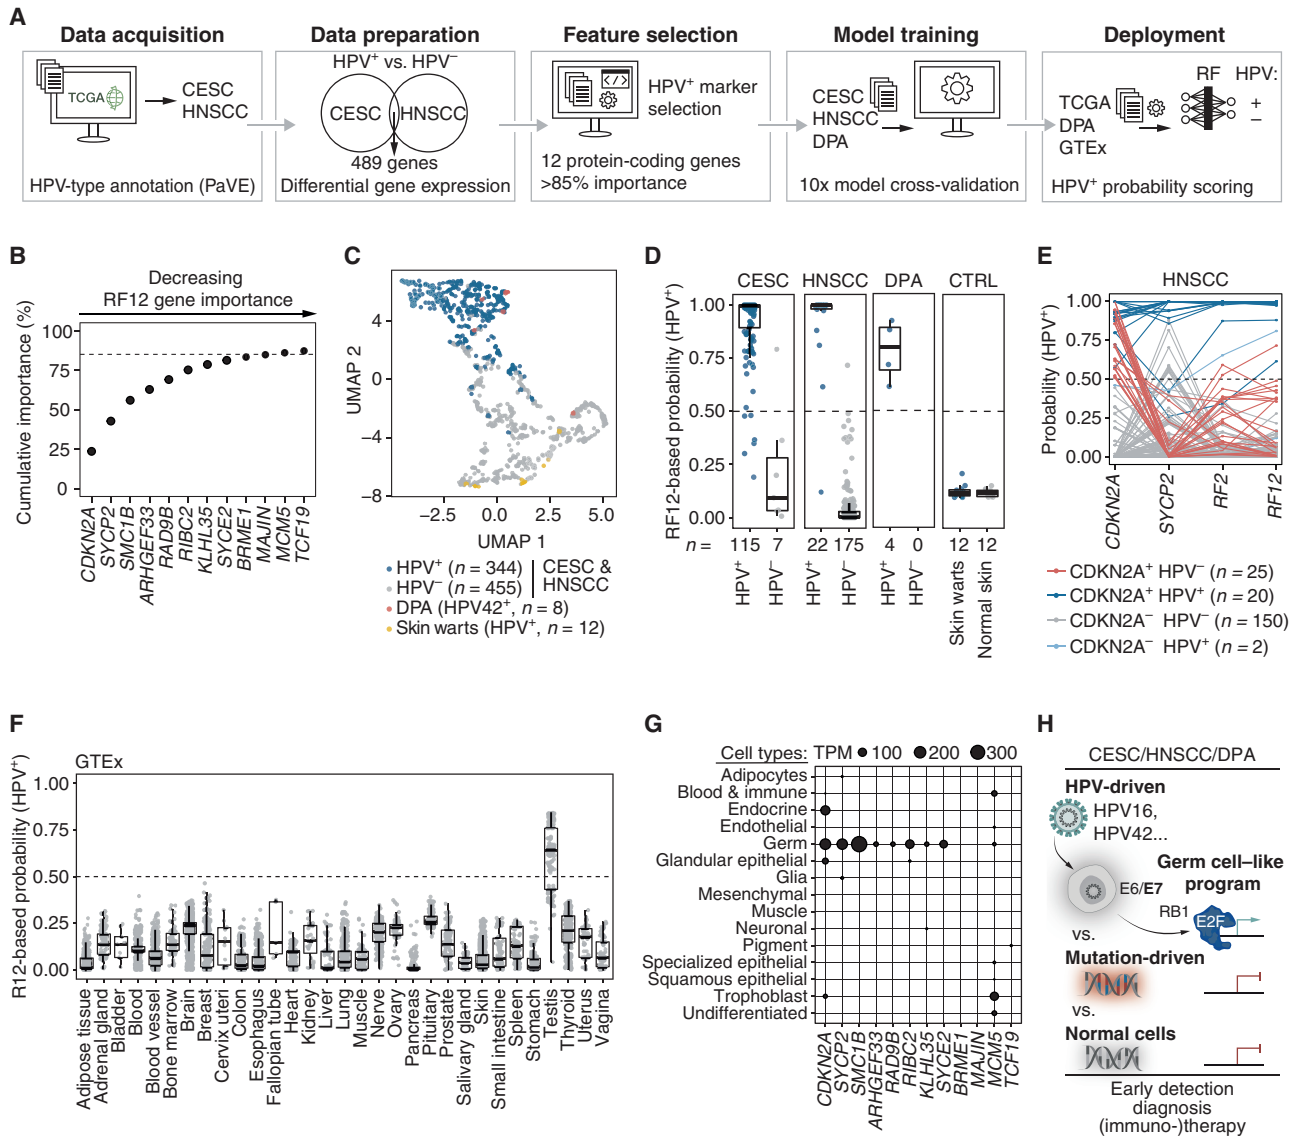 A
Data acquisition
TCGA
CESC
HNSCC
HPV-type annotation (PaVE)
Data preparation
HPV⁺ vs. HPV⁻
CESC
HNSCC
489 genes
Differential gene expression
Feature selection
</>
HPV⁺ marker
selection
12 protein-coding genes
>85% importance
Model training
CESC
HNSCC
DPA
10x model cross-validation
Deployment
RF HPV:
TCGA
DPA
GTEx
+
−
HPV⁺ probability scoring
B
Decreasing
RF12 gene importance
Cumulative importance (%)
100
75
50
25
0
CDKN2A
SYCP2
SMC1B
ARHGEF33
RAD9B
RIBC2
KLHL35
SYCE2
BRME1
MAJIN
MCM5
TCF19
C
UMAP 2
4
0
−4
−8
−2.5 0.0 2.5 5.0
UMAP 1
HPV⁺ (n = 344)
HPV⁻ (n = 455)
CESC &
HNSCC
DPA (HPV42⁺, n = 8)
Skin warts (HPV⁺, n = 12)
D
CESC HNSCC DPA CTRL
RF12-based probability (HPV⁺)
1.00
0.75
0.50
0.25
0.00
n = 115 7 22 175 4 0 12 12
HPV⁺
HPV⁻
HPV⁺
HPV⁻
HPV⁺
HPV⁻
Skin warts
Normal skin
E
HNSCC
Probability (HPV⁺)
1.00
0.75
0.50
0.25
0.00
CDKN2A
SYCP2
RF2
RF12
CDKN2A⁺ HPV⁻ (n = 25)
CDKN2A⁺ HPV⁺ (n = 20)
CDKN2A⁻ HPV⁻ (n = 150)
CDKN2A⁻ HPV⁺ (n = 2)
F
GTEx
R12-based probability (HPV⁺)
1.00
0.75
0.50
0.25
0.00
Adipose tissue
Adrenal gland
Bladder
Blood
Blood vessel
Bone marrow
Brain
Breast
Cervix uteri
Colon
Esophagus
Fallopian tube
Heart
Kidney
Liver
Lung
Muscle
Nerve
Ovary
Pancreas
Pituitary
Prostate
Salivary gland
Skin
Small intestine
Spleen
Stomach
Testis
Thyroid
Uterus
Vagina
G
Cell types: TPM 100 200 300
Adipocytes
Blood & immune
Endocrine
Endothelial
Germ
Glandular epithelial
Glia
Mesenchymal
Muscle
Neuronal
Pigment
Specialized epithelial
Squamous epithelial
Trophoblast
Undifferentiated
CDKN2A
SYCP2
SMC1B
ARHGEF33
RAD9B
RIBC2
KLHL35
SYCE2
BRME1
MAJIN
MCM5
TCF19
H
CESC/HNSCC/DPA
HPV-driven
HPV16,
HPV42...
Germ cell–like
program
E6/E7
RB1
E2F
vs.
Mutation-driven
vs.
Normal cells
Early detection
diagnosis
(immuno-)therapy